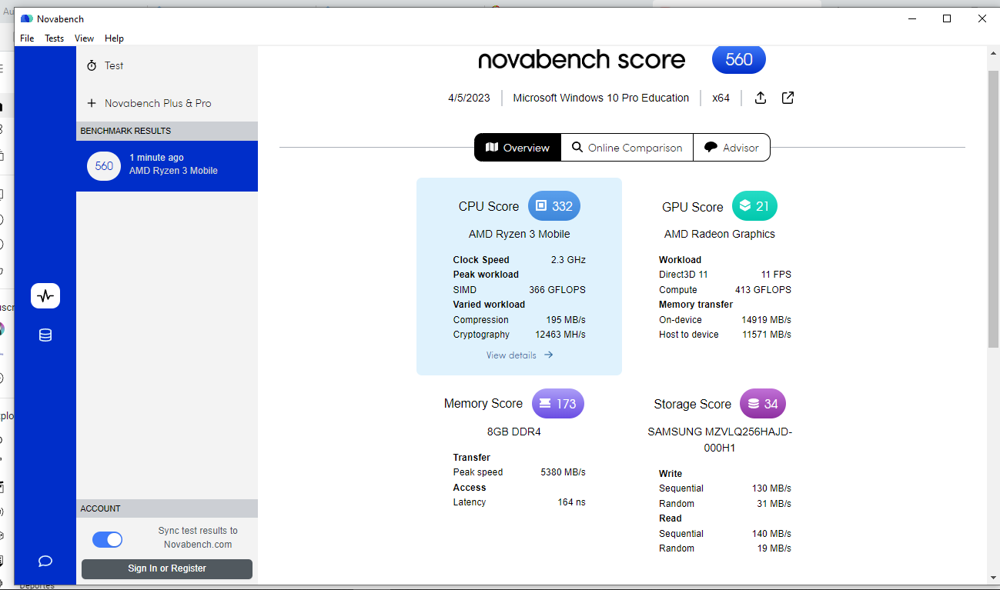 Au
Novabench
File Tests View Help
Test
Novabench Plus & Pro
BENCHMARK RESULTS
560
1 minute ago
AMD Ryzen 3 Mobile
novabench score 560
4/5/2023 Microsoft Windows 10 Pro Education x64
Overview Online Comparison Advisor
CPU Score 332
AMD Ryzen 3 Mobile
Clock Speed 2.3 GHz
Peak workload
SIMD 366 GFLOPS
Varied workload
Compression 195 MB/s
Cryptography 12463 MH/s
View details
GPU Score 21
AMD Radeon Graphics
Workload
Direct3D 11 11 FPS
Compute 413 GFLOPS
Memory transfer
On-device 14919 MB/s
Host to device 11571 MB/s
Memory Score 173
8GB DDR4
Transfer
Peak speed 5380 MB/s
Access
Latency 164 ns
Storage Score 34
SAMSUNG MZVLQ256HAJD-
000H1
Write
Sequential 130 MB/s
Random 31 MB/s
Read
Sequential 140 MB/s
Random 19 MB/s
ACCOUNT
Sync test results to
Novabench.com
Sign In or Register
uscr
xplo
Deportes